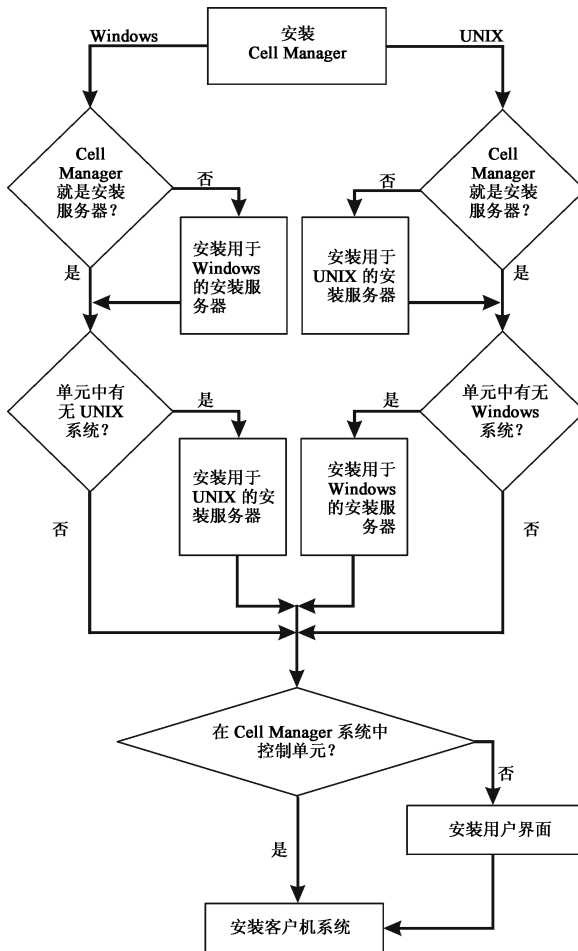 安装
Cell Manager
Windows
UNIX
Cell
Manager
就是安装
服务器?
否
是
安装用于
Windows
的安装服
务器
Cell
Manager
就是安装
服务器?
否
是
安装用于
UNIX 的安
装服务器
单元中有
无 UNIX
系统?
是
否
安装用于
UNIX 的安
装服务器
单元中有无
Windows
系统?
是
否
安装用于
Windows
的安装服
务器
在 Cell Manager 系统中
控制单元?
否
是
安装用户界面
安装客户机系统